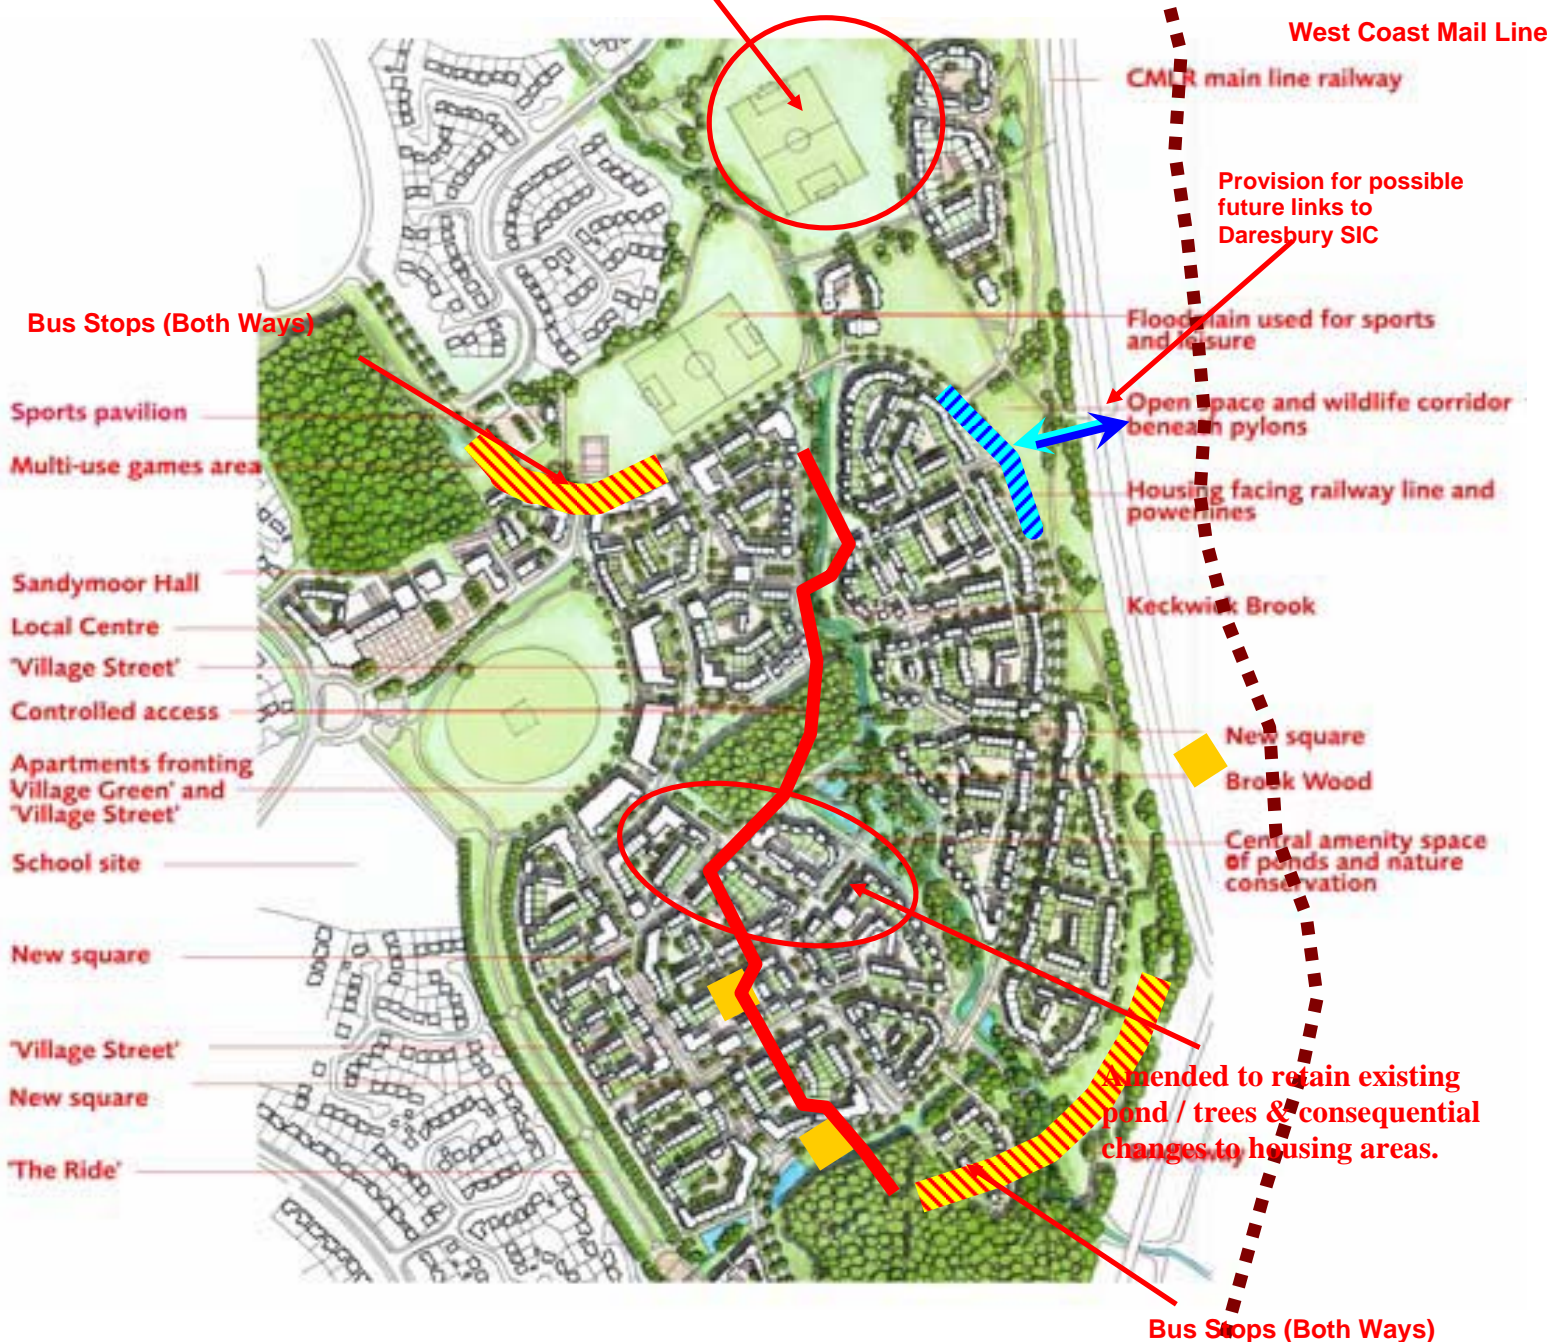 West Coast Mail Line
CMLR main line railway
Provision for possible
future links to
Daresbury SIC
Bus Stops (Both Ways)
Floodplain used for sports
and leisure
Sports pavilion
Open space and wildlife corridor
beneath pylons
Multi-use games area
Housing facing railway line and
powerlines
Sandymoor Hall
Keckwick Brook
Local Centre
'Village Street'
Controlled access
New square
Apartments fronting
'Village Green' and
'Village Street'
Brook Wood
School site
Central amenity space
of ponds and nature
conservation
New square
'Village Street'
New square
Amended to retain existing
pond / trees & consequential
changes to housing areas.
'The Ride'
Bus Stops (Both Ways)